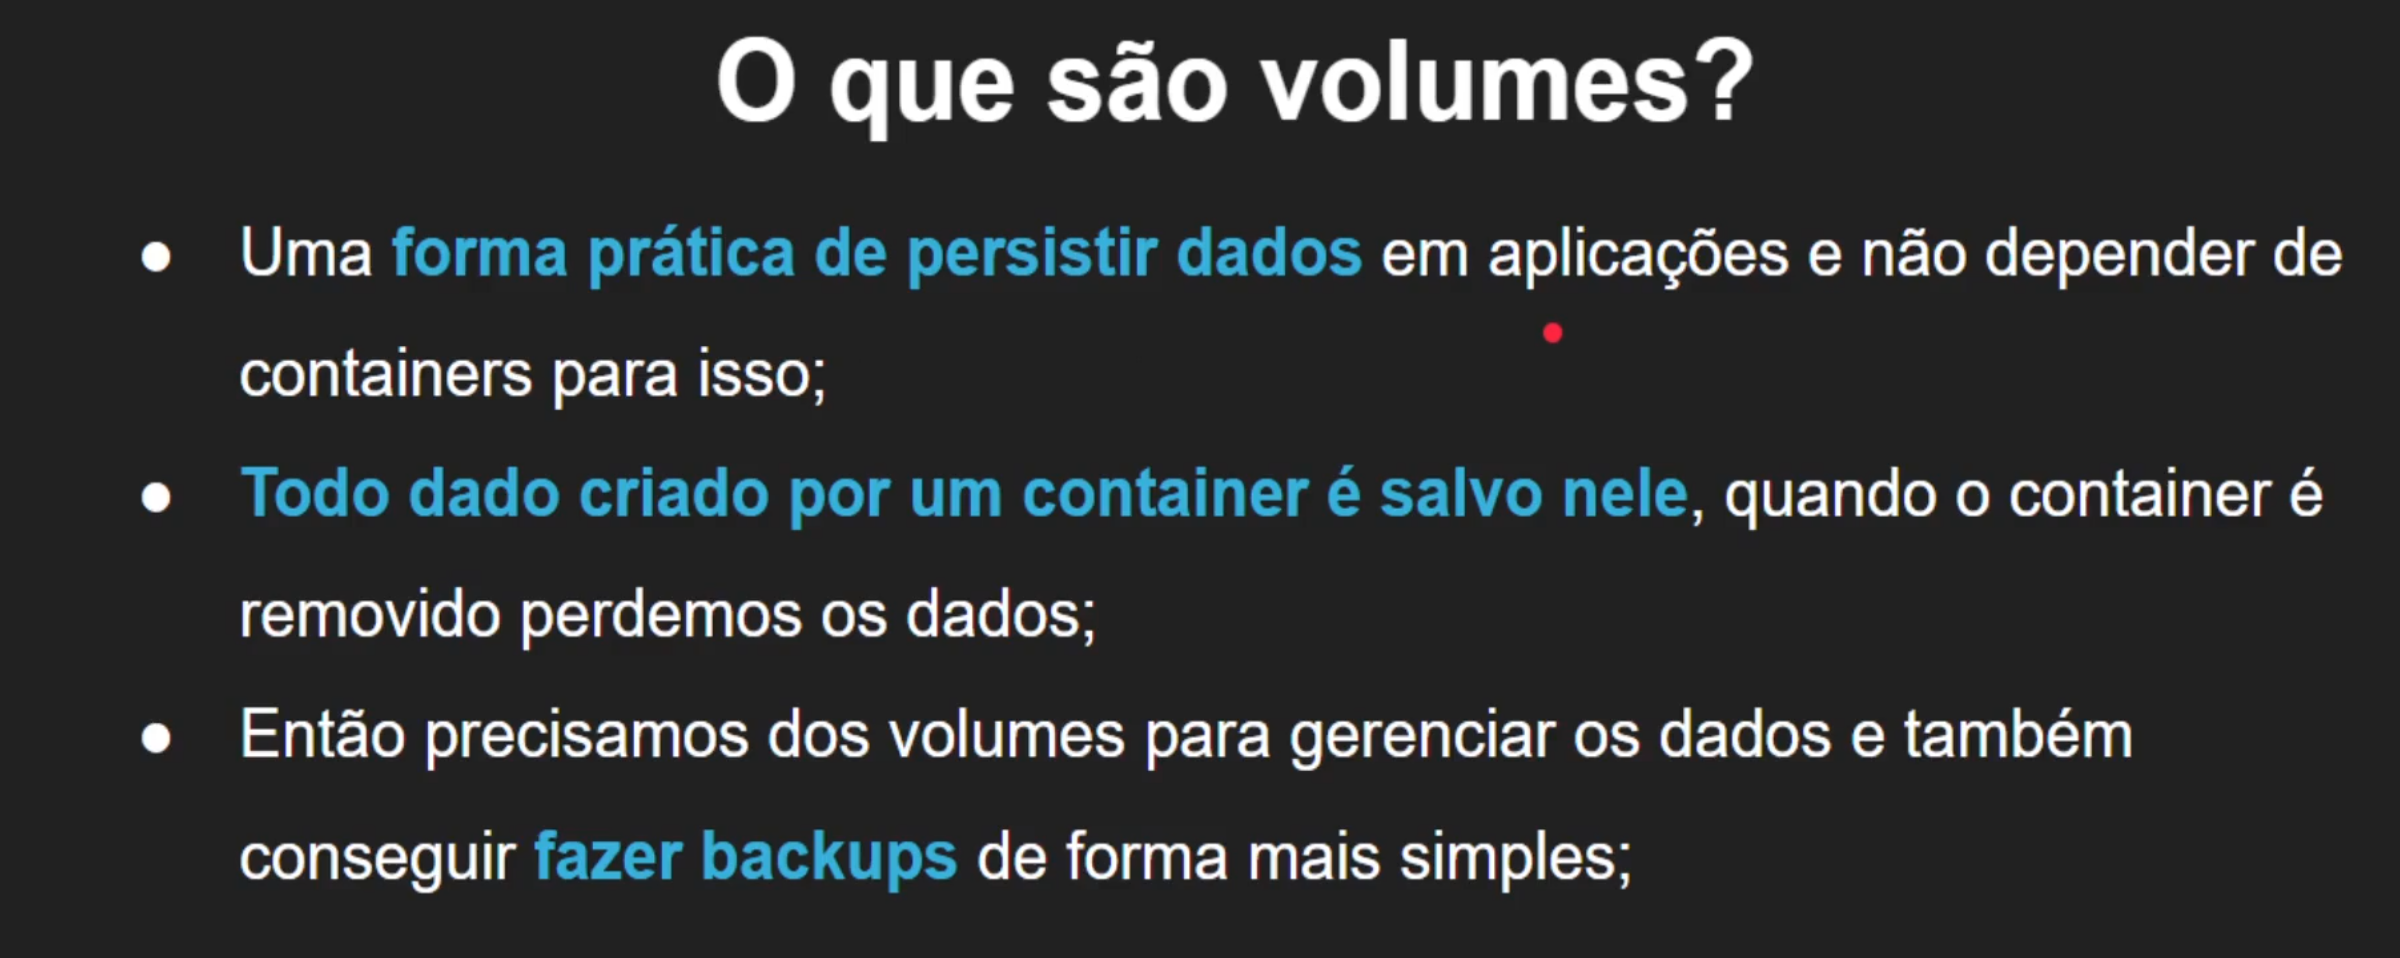 O que são volumes?
● Uma forma prática de persistir dados em aplicações e não depender de
containers para isso;
● Todo dado criado por um container é salvo nele, quando o container é
removido perdemos os dados;
● Então precisamos dos volumes para gerenciar os dados e também
conseguir fazer backups de forma mais simples;